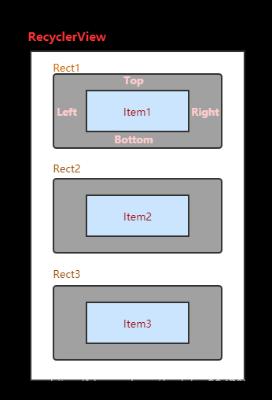 RecyclerView
Rect1
Top
Left Item1 Right
Bottom
Rect2
Item2
Rect3
Item3